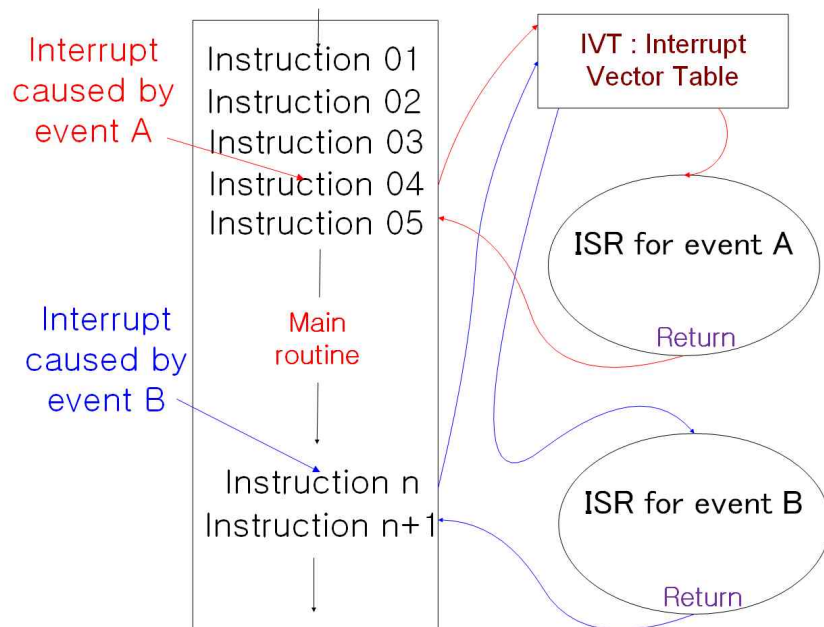 Interrupt
caused by
event A
Instruction 01
Instruction 02
Instruction 03
Instruction 04
Instruction 05
IVT : Interrupt
Vector Table
ISR for event A
Return
Interrupt
caused by
event B
Main
routine
Instruction n
Instruction n+1
ISR for event B
Return